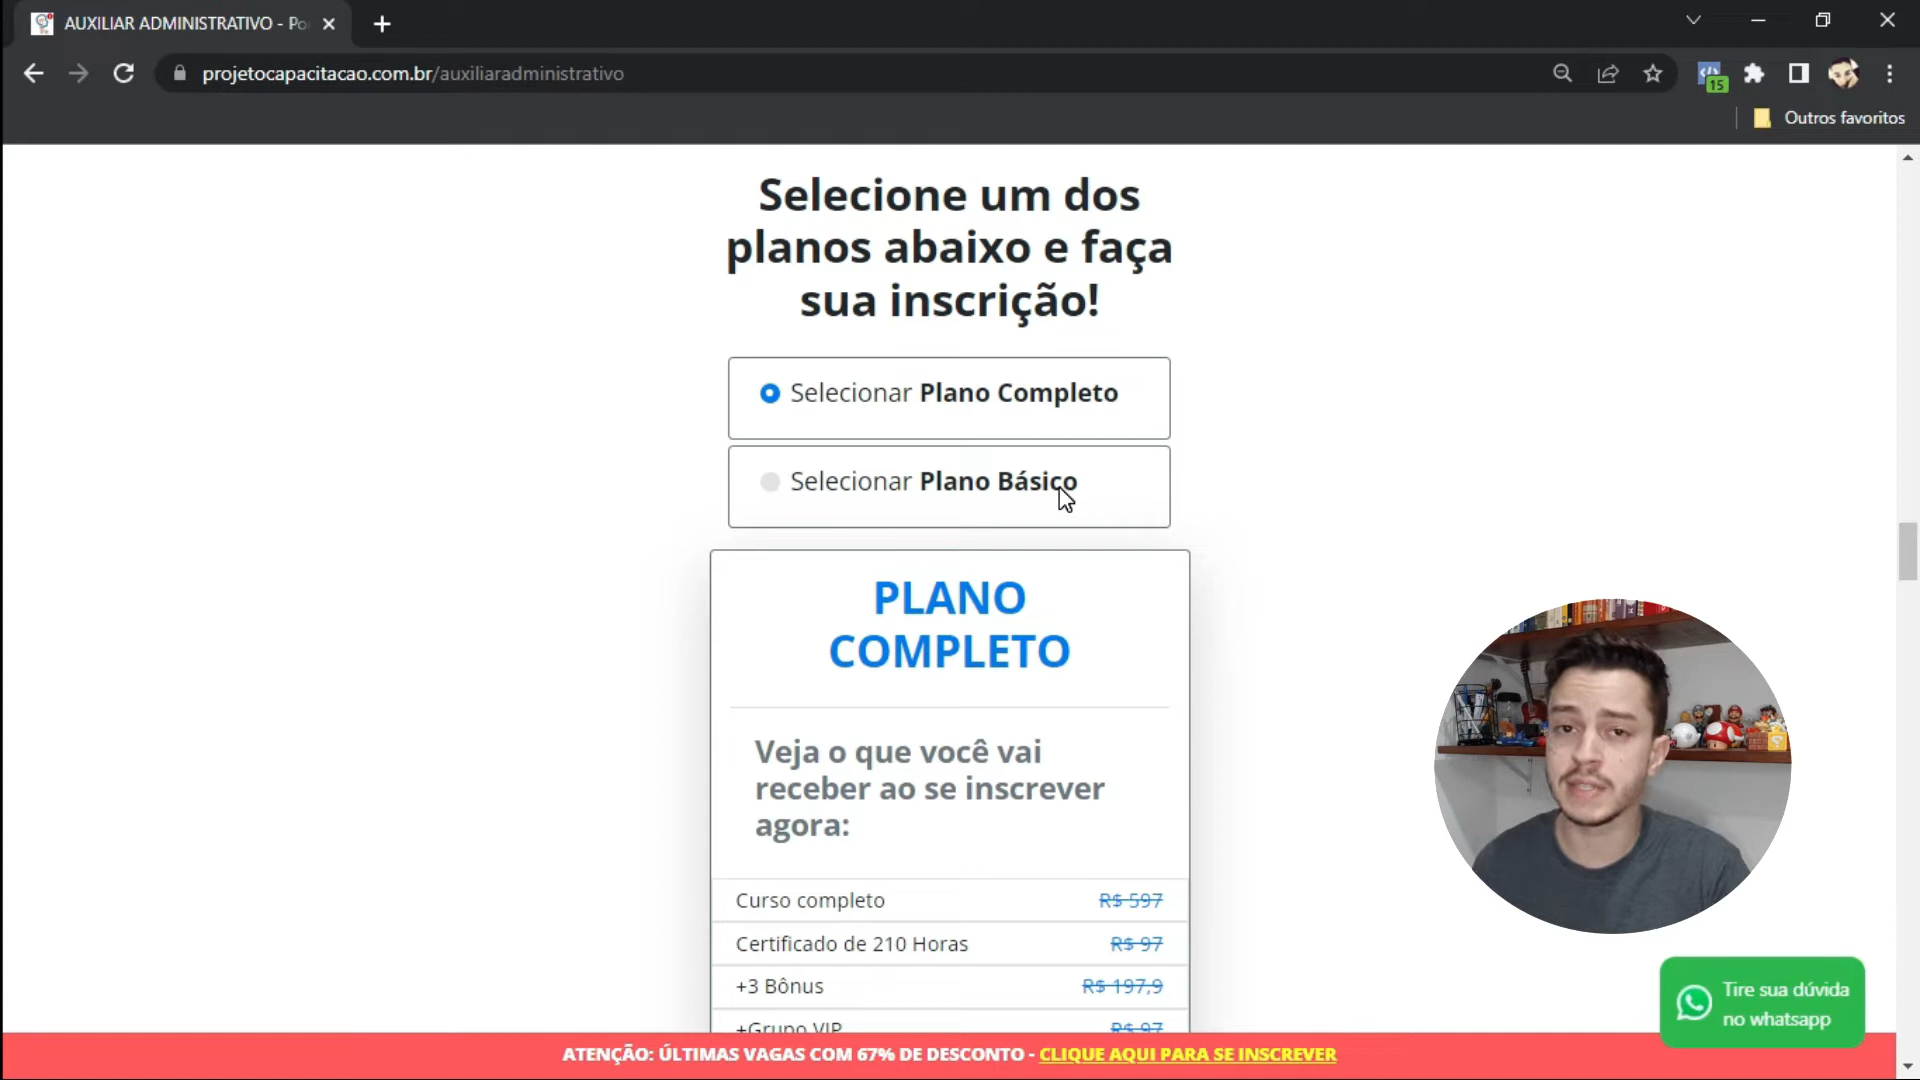 AUXILIAR ADMINISTRATIVO - Po
projetocapacitacao.com.br/auxiliaradministrativo
15
Outros favoritos
Selecione um dos
planos abaixo e faça
sua inscrição!
Selecionar Plano Completo
Selecionar Plano Básico
PLANO
COMPLETO
Veja o que você vai
receber ao se inscrever
agora:
Curso completo R$ 597
Certificado de 210 Horas R$ 97
+3 Bônus R$ 197,9
+Grupo VIP R$ 97
Tire sua dúvida
no whatsapp
ATENÇÃO: ÚLTIMAS VAGAS COM 67% DE DESCONTO - CLIQUE AQUI PARA SE INSCREVER